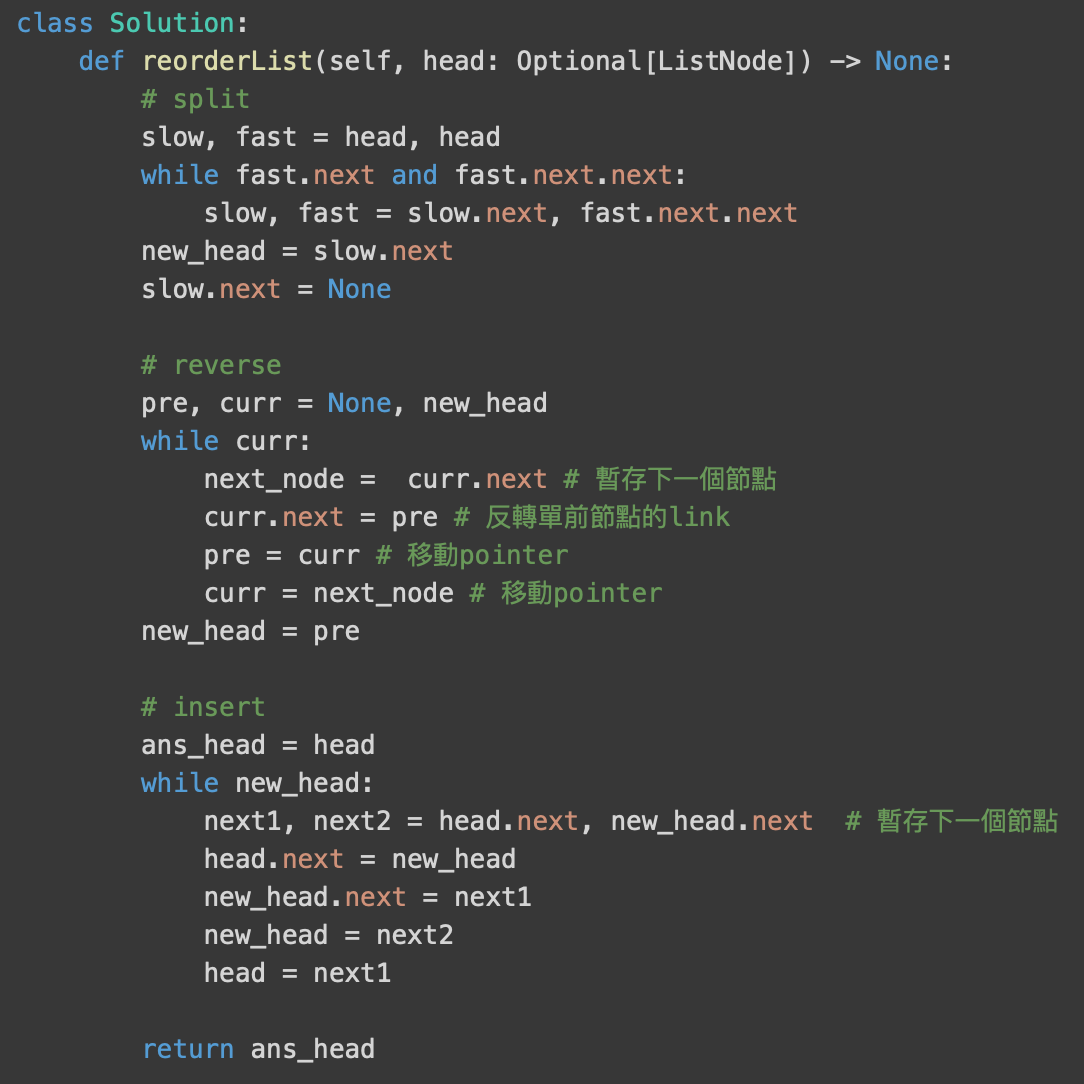 class Solution:
    def reorderList(self, head: Optional[ListNode]) -> None:
        # split
        slow, fast = head, head
        while fast.next and fast.next.next:
            slow, fast = slow.next, fast.next.next
        new_head = slow.next
        slow.next = None

        # reverse
        pre, curr = None, new_head
        while curr:
            next_node =  curr.next # 暫存下一個節點
            curr.next = pre # 反轉單前節點的link
            pre = curr # 移動pointer
            curr = next_node # 移動pointer
        new_head = pre

        # insert
        ans_head = head
        while new_head:
            next1, next2 = head.next, new_head.next  # 暫存下一個節點
            head.next = new_head
            new_head.next = next1
            new_head = next2
            head = next1

        return ans_head